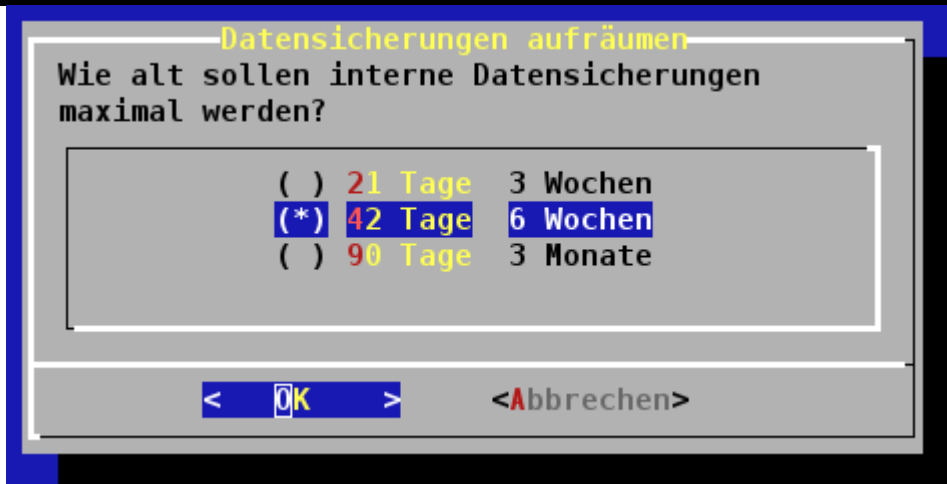 Datensicherungen aufräumen
Wie alt sollen interne Datensicherungen
maximal werden?
( ) 21 Tage 3 Wochen
(*) 42 Tage 6 Wochen
( ) 90 Tage 3 Monate
< OK > <Abbrechen>